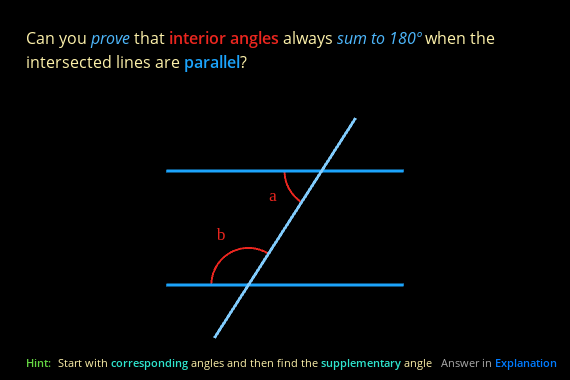 Can you prove that interior angles always sum to 180º when the
intersected lines are parallel?
a
b
Hint: Start with corresponding angles and then find the supplementary angle Answer in Explanation